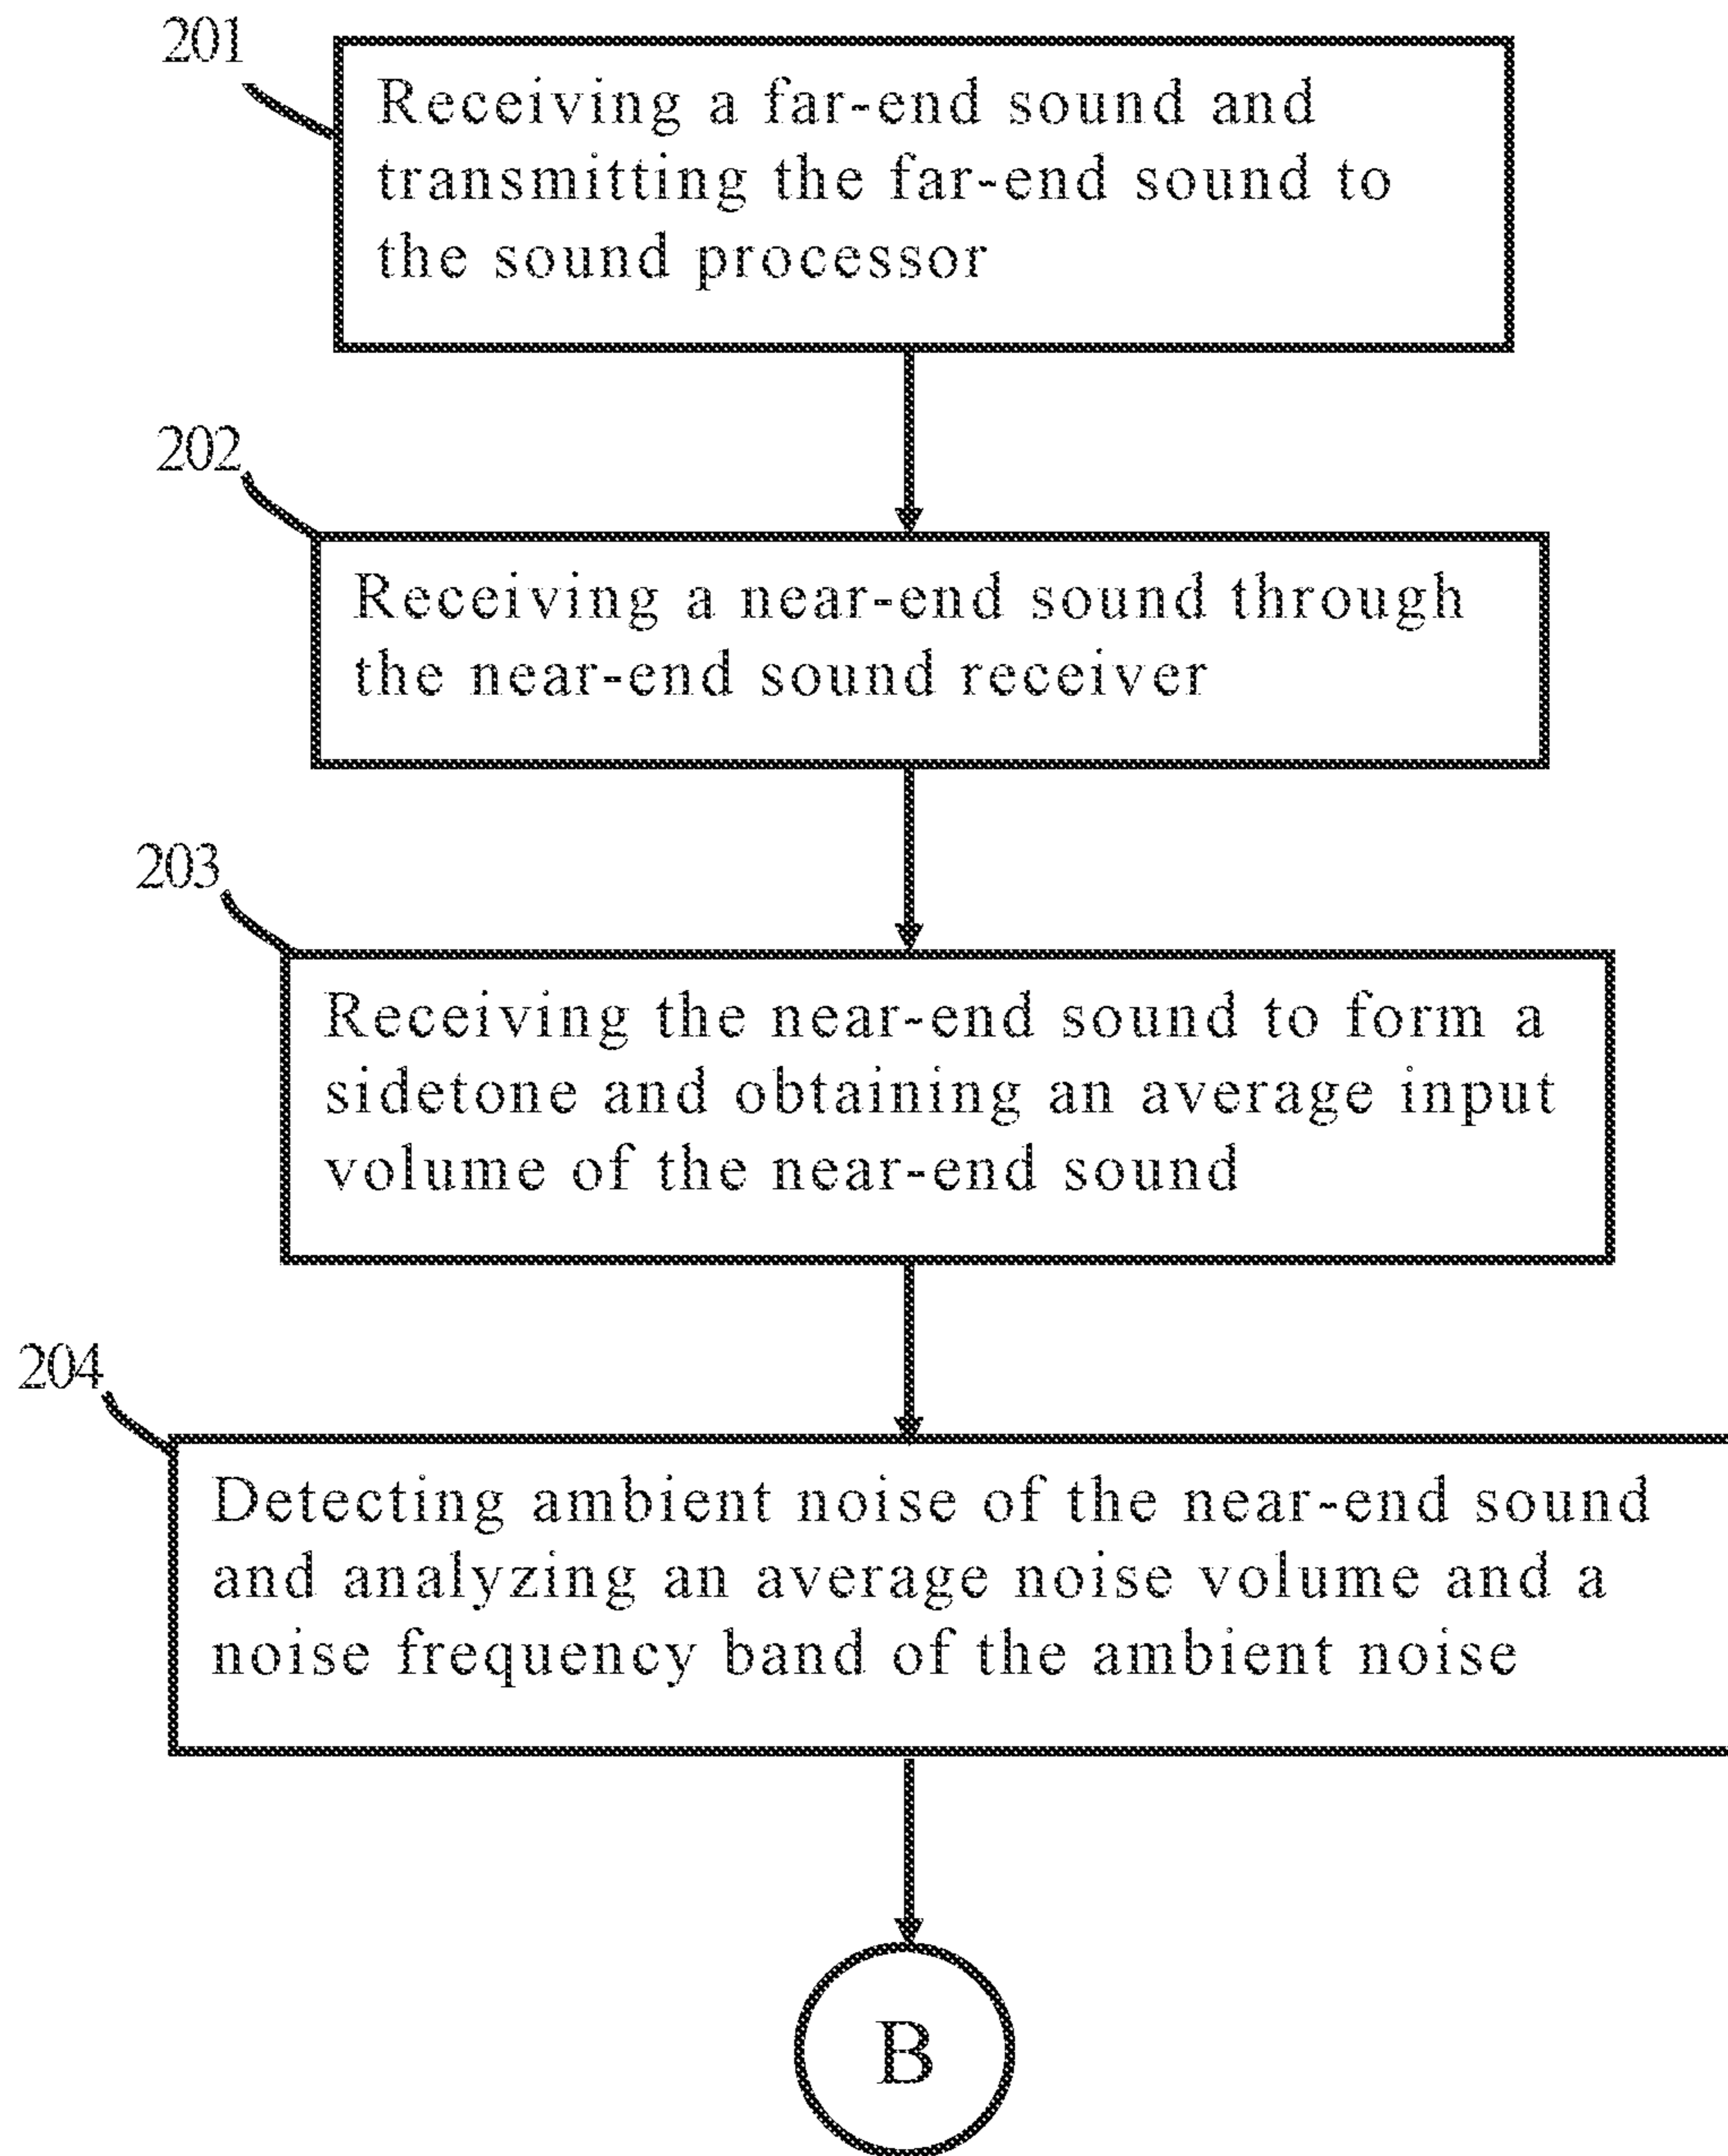 201
Receiving a far-end sound and
transmitting the far-end sound to
the sound processor
202
Receiving a near-end sound through
the near-end sound receiver
203
Receiving the near-end sound to form a
sidetone and obtaining an average input
volume of the near-end sound
204
Detecting ambient noise of the near-end sound
and analyzing an average noise volume and a
noise frequency band of the ambient noise
B